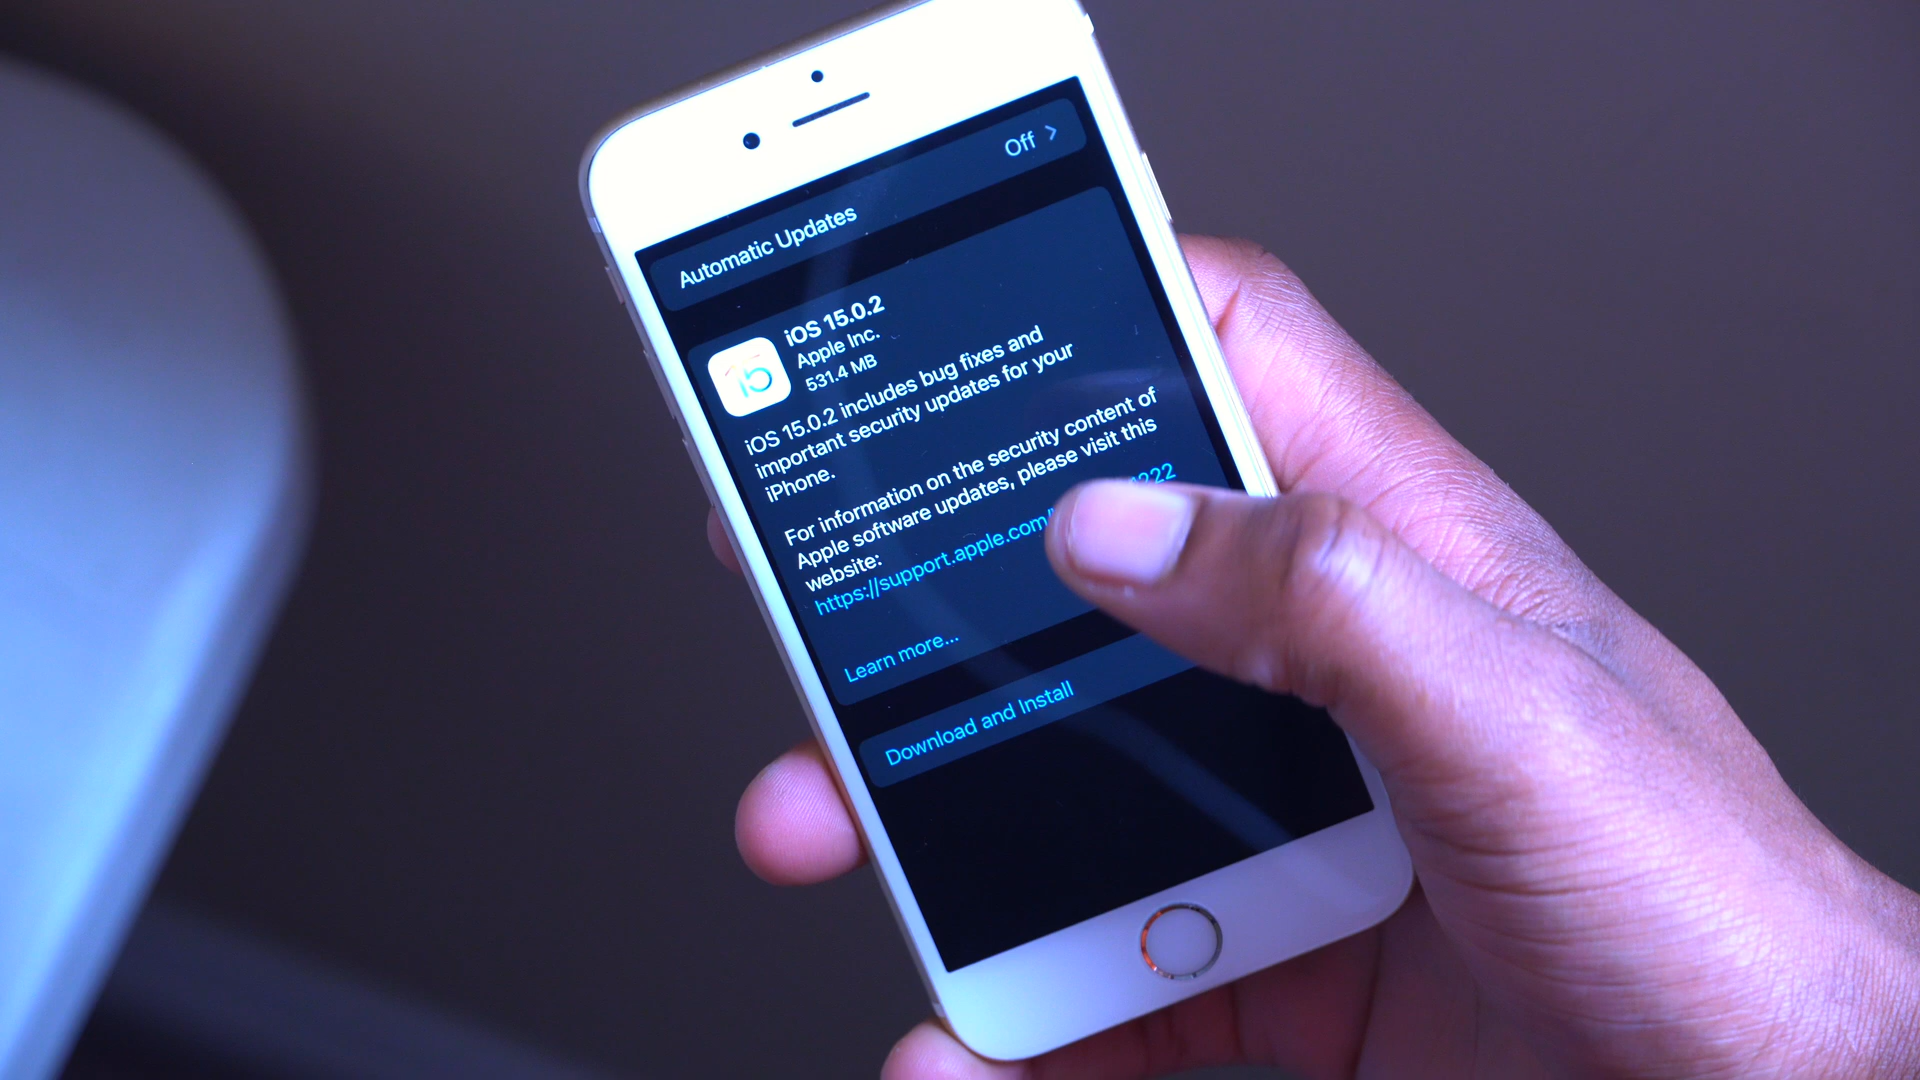 Automatic Updates Off
15
iOS 15.0.2
Apple Inc.
531.4 MB
iOS 15.0.2 includes bug fixes and
important security updates for your
iPhone.
For information on the security content of
Apple software updates, please visit this
website:
https://support.apple.com/ 222
Learn more...
Download and Install